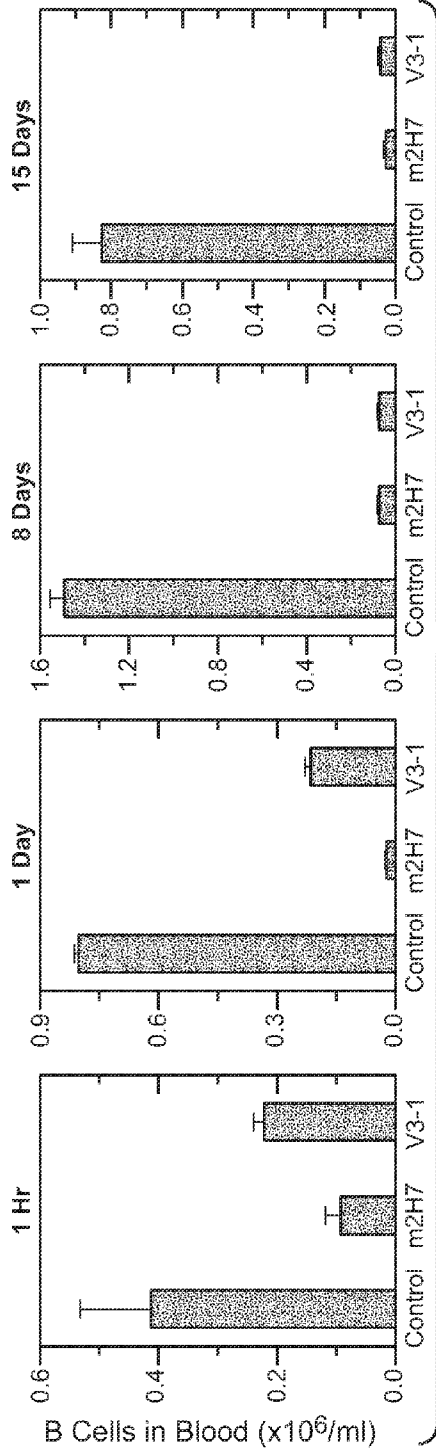 B Cells in Blood (x10⁶/ml)
1 Hr
0.6
0.4
0.2
0.0
Control m2H7 V3-1
1 Day
0.9
0.6
0.3
0.0
Control m2H7 V3-1
8 Days
1.6
1.2
0.8
0.4
0.0
Control m2H7 V3-1
15 Days
1.0
0.8
0.6
0.4
0.2
0.0
Control m2H7 V3-1